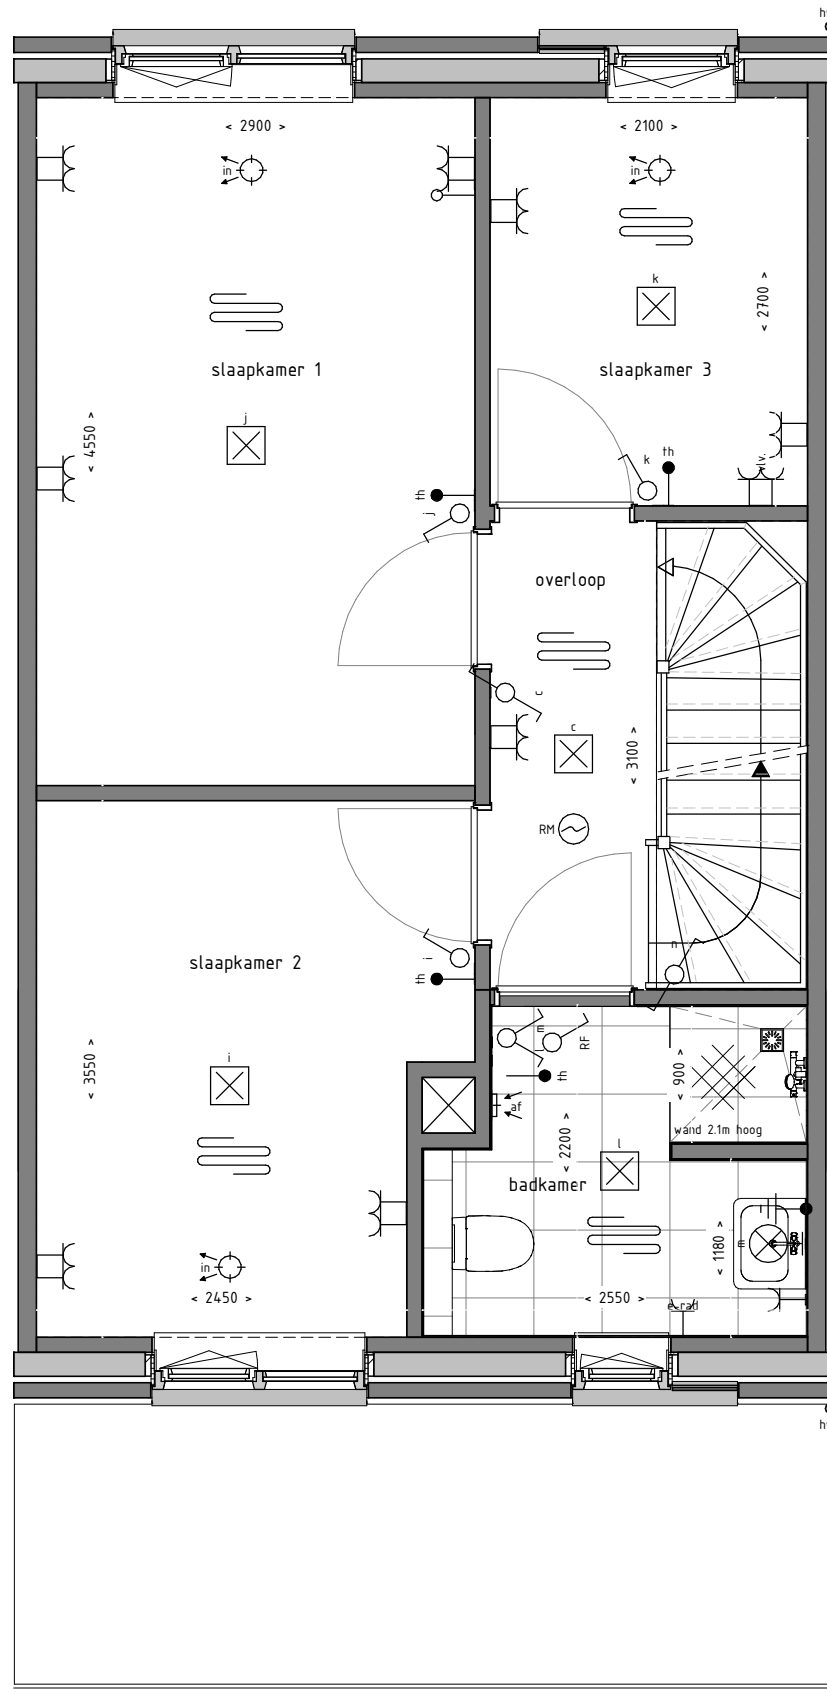 h
< 2900 >
< 2100 >
in
in
k
< 2700 >
slaapkamer 1
slaapkamer 3
j
< 4550 >
k
th
th
j
overloop
c
c
< 3100 >
RM
n
slaapkamer 2
i
th
m
l
RF
< 3550 >
i
th
< 900 >
af
wand 2.1m hoog
< 2200 >
l
badkamer
m
< 1180 >
in
< 2450 >
< 2550 >
e-rad
h